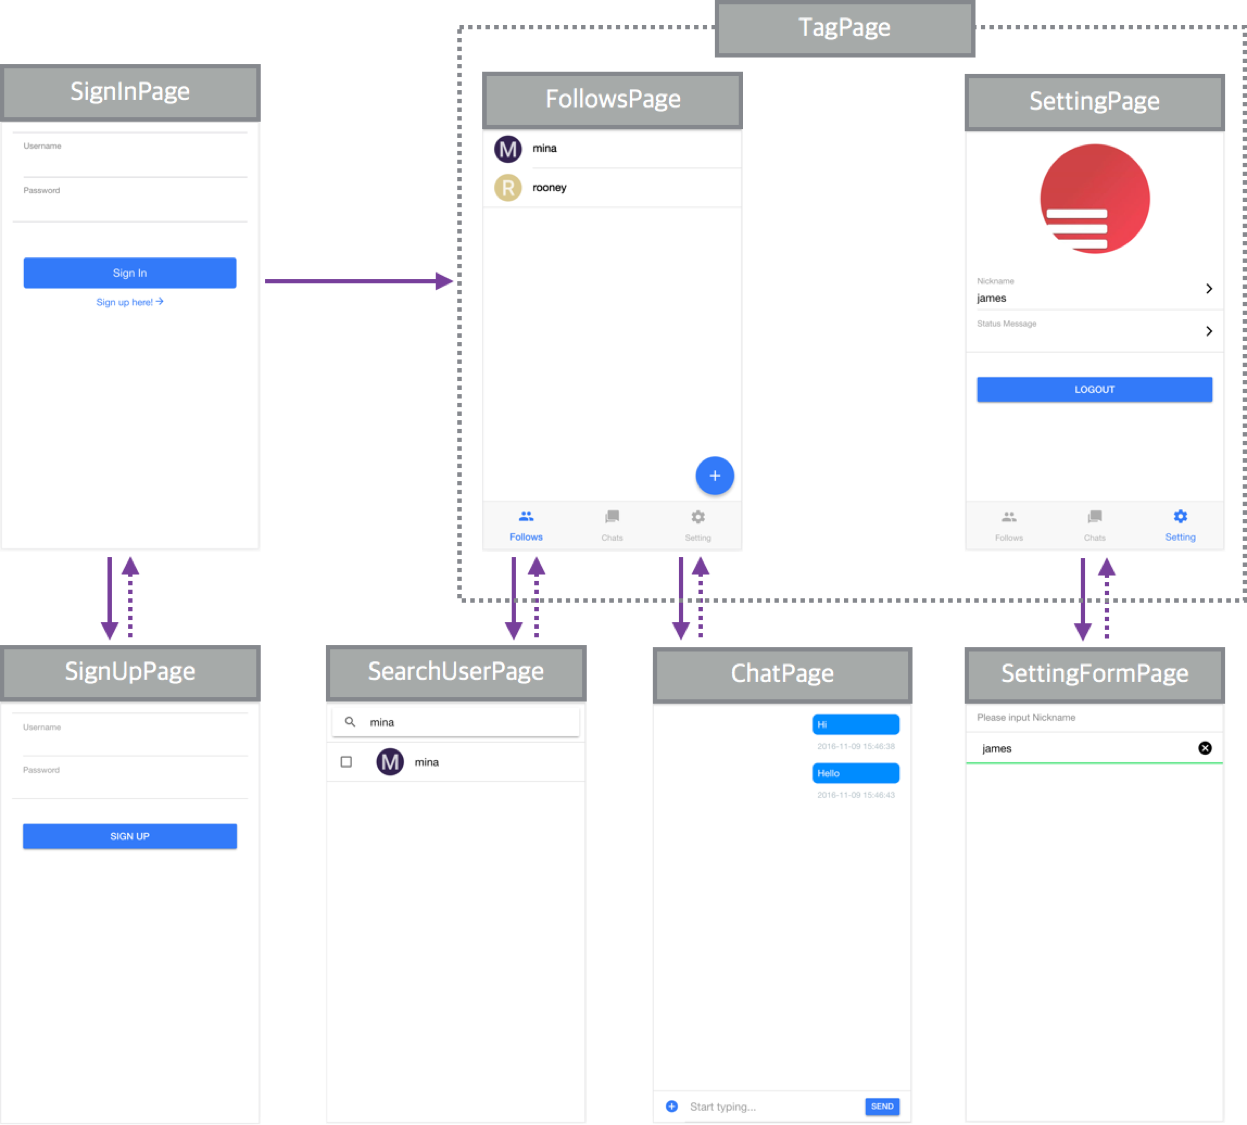 TagPage
SignInPage
Username
Password
Sign In
Sign up here!
FollowsPage
M mina
R rooney
+
Follows Chats Setting
SettingPage
Nickname
james
Status Message
LOGOUT
Follows Chats Setting
SignUpPage
Username
Password
SIGN UP
SearchUserPage
mina
M mina
ChatPage
Hi
2016-11-09 15:46:38
Hello
2016-11-09 15:46:43
Start typing...
SEND
SettingFormPage
Please input Nickname
james